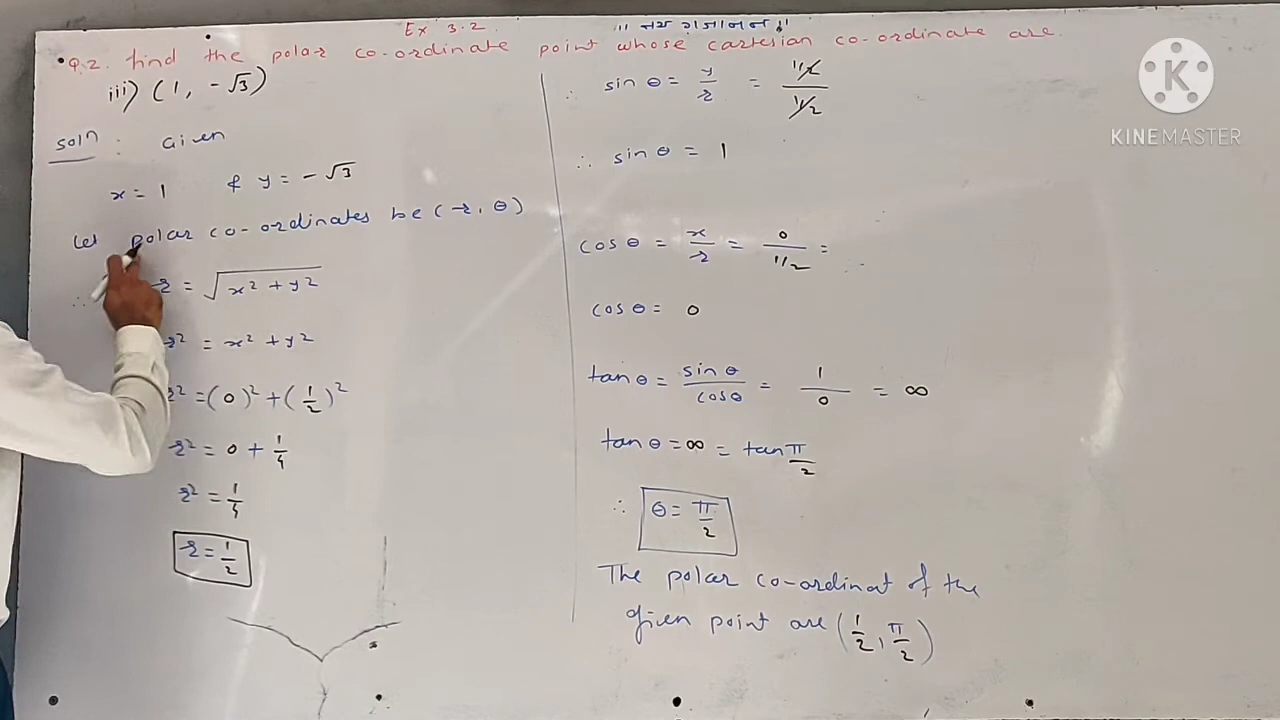 Ex 3.2
।। नमः गजानन ।।
Q.2. find the polar co-ordinate point whose cartesian co-ordinate are.
iii) (1, -√3)
Soln : Given
x = 1 & y = -√3
Let polar co-ordinates be (r, θ)
∴ r = √x² + y²
r² = x² + y²
r² = (0)² + (1/2)²
r² = 0 + 1/4
r² = 1/4
r = 1/2
∴ sin θ = y/r = 1/2 / 1/2
∴ sin θ = 1
cos θ = x/r = 0 / 1/2 =
cos θ = 0
tan θ = sin θ / cos θ = 1/0 = ∞
tan θ = ∞ = tan π/2
∴ θ = π/2
The polar co-ordinat of the
given point are (1/2, π/2)
K
KINEMASTER